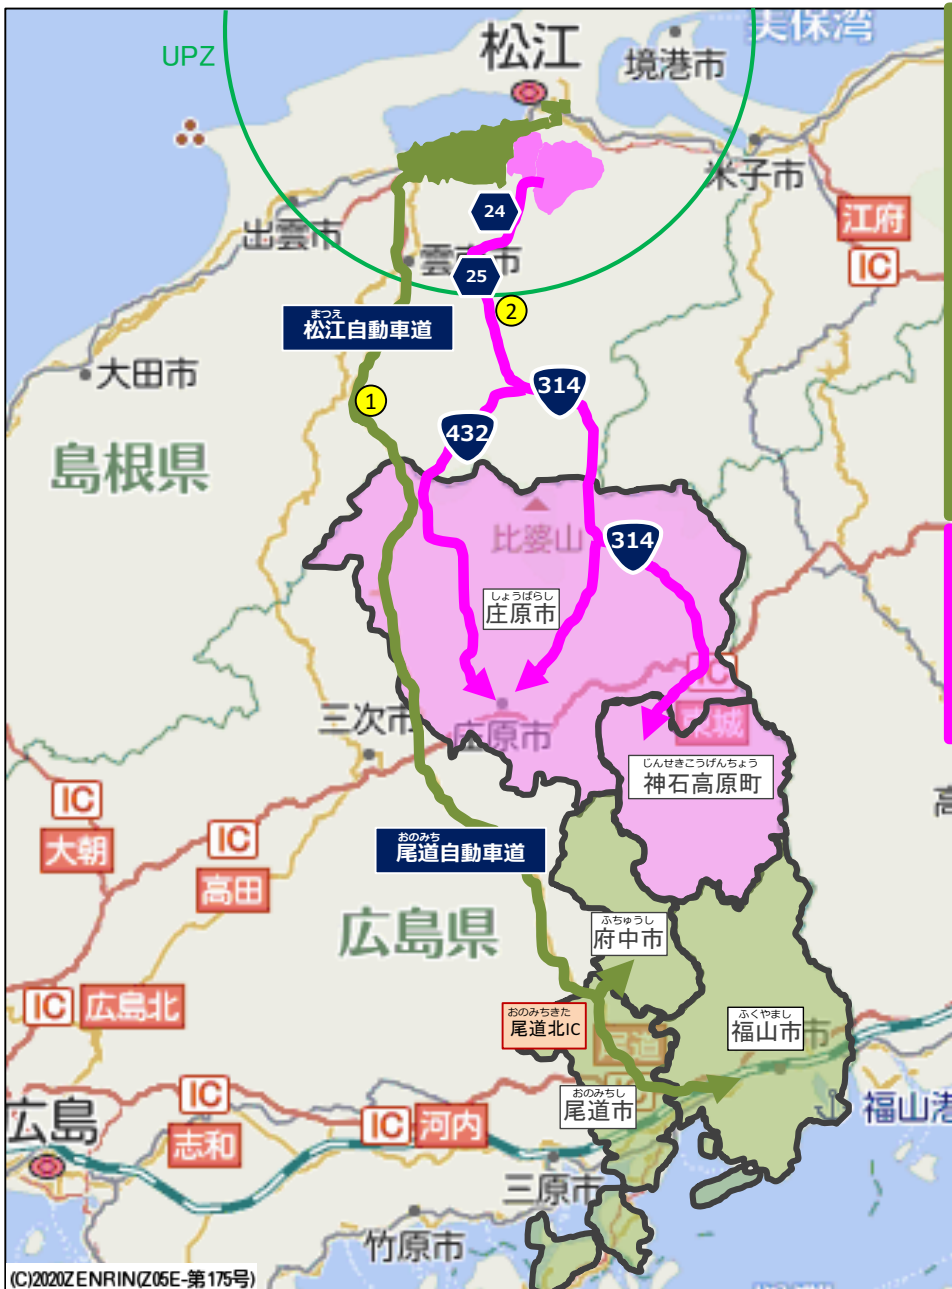 美保湾
UPZ
松江
境港市
米子市
24
江府
出雲市
IC
25
2
まつえ
松江自動車道
大田市
314
1
432
島根県
比婆山
314
しょうばらし
庄原市
IC
三次市
東城
庄原市
じんせきこうげんちょう
神石高原町
IC
IC
おのみち
尾道自動車道
大朝
高田
広島県
ふちゅうし
府中市
IC
広島北
おのみちきた
尾道北IC
ふくやまし
福山市
尾道
IC
おのみちし
尾道市
広島
IC
河内
福山港
志和
三原市
竹原市
(C)2020ZENRIN(Z05E-第175号)